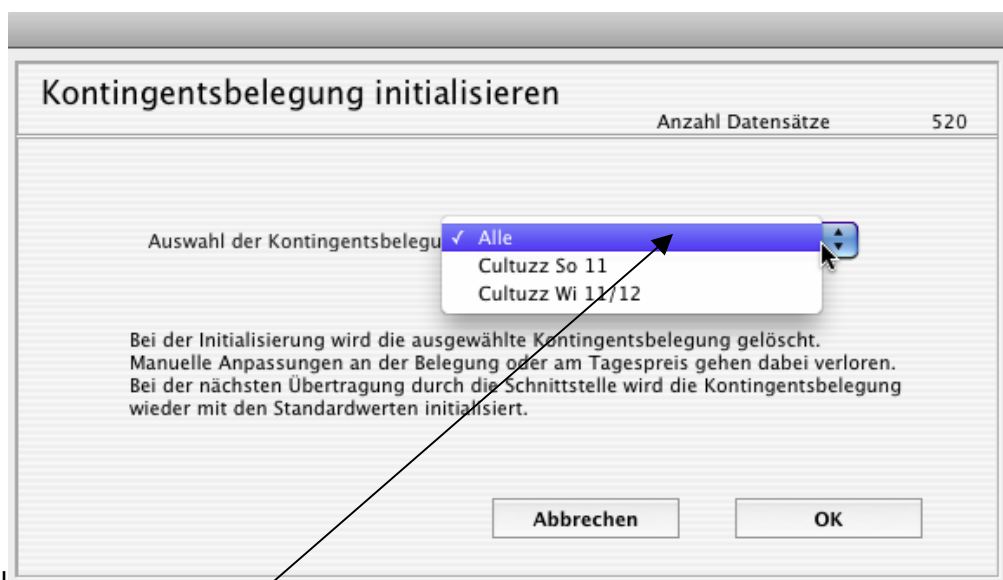 Kontingentsbelegung initialisieren
Anzahl Datensätze 520
Auswahl der Kontingentsbelegu ✓ Alle
Cultuzz So 11
Cultuzz Wi 11/12
Bei der Initialisierung wird die ausgewählte Kontingentsbelegung gelöscht.
Manuelle Anpassungen an der Belegung oder am Tagespreis gehen dabei verloren.
Bei der nächsten Übertragung durch die Schnittstelle wird die Kontingentsbelegung
wieder mit den Standardwerten initialisiert.
Abbrechen OK